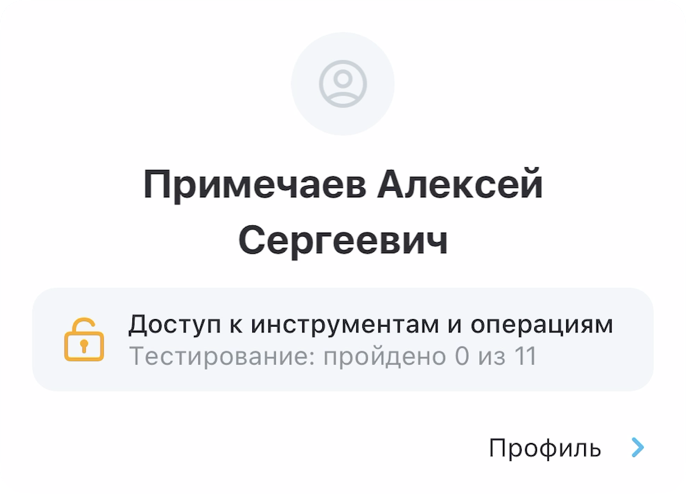 Примечаев Алексей
Сергеевич
Доступ к инструментам и операциям
Тестирование: пройдено 0 из 11
Профиль